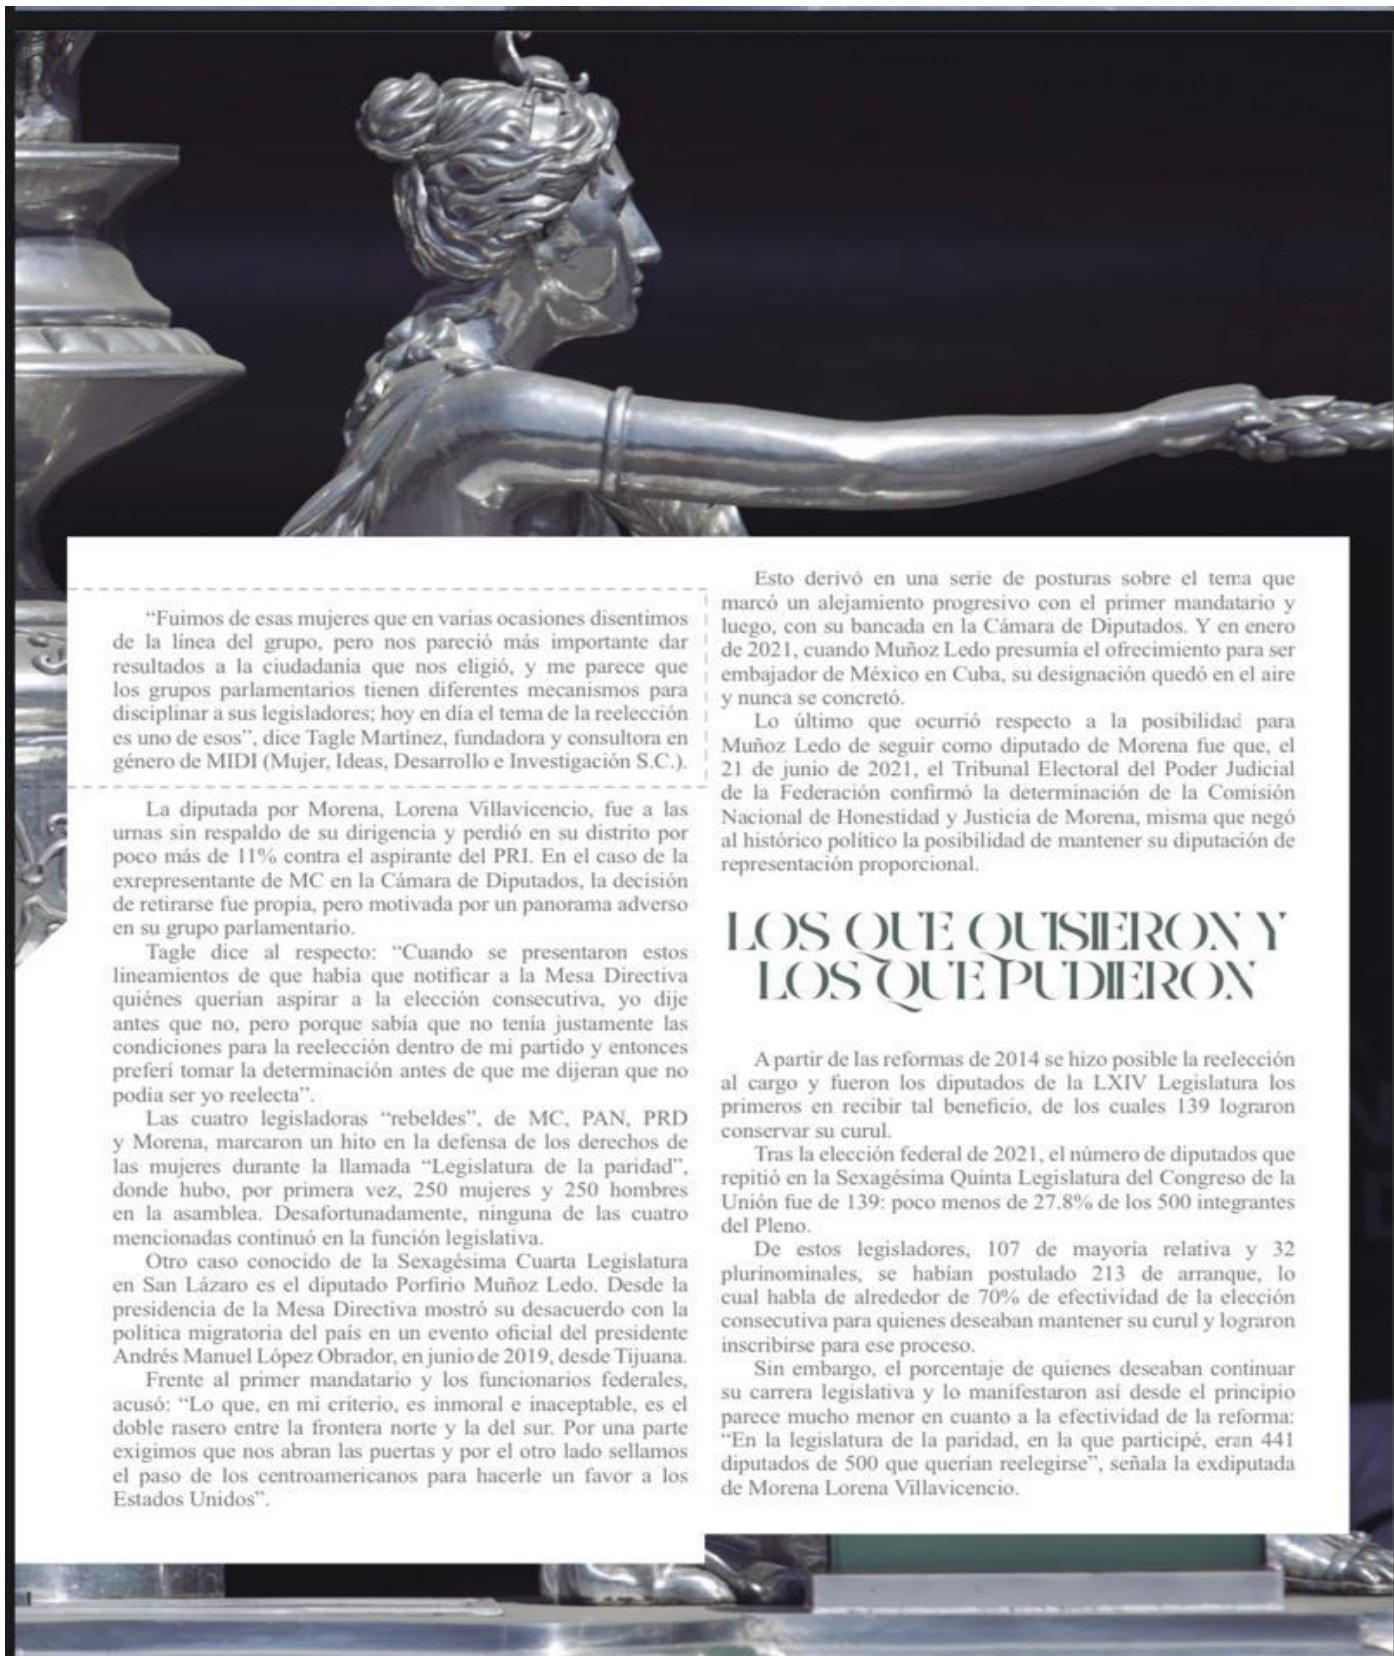 “Fuimos de esas mujeres que en varias ocasiones disentimos
de la línea del grupo, pero nos pareció más importante dar
resultados a la ciudadanía que nos eligió, y me parece que
los grupos parlamentarios tienen diferentes mecanismos para
disciplinar a sus legisladores; hoy en día el tema de la reelección
es uno de esos”, dice Tagle Martínez, fundadora y consultora en
género de MIDI (Mujer, Ideas, Desarrollo e Investigación S.C.).
La diputada por Morena, Lorena Villavicencio, fue a las
urnas sin respaldo de su dirigencia y perdió en su distrito por
poco más de 11% contra el aspirante del PRI. En el caso de la
exrepresentante de MC en la Cámara de Diputados, la decisión
de retirarse fue propia, pero motivada por un panorama adverso
en su grupo parlamentario.
Tagle dice al respecto: “Cuando se presentaron estos
lineamientos de que había que notificar a la Mesa Directiva
quiénes querían aspirar a la elección consecutiva, yo dije
antes que no, pero porque sabía que no tenía justamente las
condiciones para la reelección dentro de mi partido y entonces
preferí tomar la determinación antes de que me dijeran que no
podía ser yo reelecta”.
Las cuatro legisladoras “rebeldes”, de MC, PAN, PRD
y Morena, marcaron un hito en la defensa de los derechos de
las mujeres durante la llamada “Legislatura de la paridad”,
donde hubo, por primera vez, 250 mujeres y 250 hombres
en la asamblea. Desafortunadamente, ninguna de las cuatro
mencionadas continuó en la función legislativa.
Otro caso conocido de la Sexagésima Cuarta Legislatura
en San Lázaro es el diputado Porfirio Muñoz Ledo. Desde la
presidencia de la Mesa Directiva mostró su desacuerdo con la
política migratoria del país en un evento oficial del presidente
Andrés Manuel López Obrador, en junio de 2019, desde Tijuana.
Frente al primer mandatario y los funcionarios federales,
acusó: “Lo que, en mi criterio, es inmoral e inaceptable, es el
doble rasero entre la frontera norte y la del sur. Por una parte
exigimos que nos abran las puertas y por el otro lado sellamos
el paso de los centroamericanos para hacerle un favor a los
Estados Unidos”.
Esto derivó en una serie de posturas sobre el tema que
marcó un alejamiento progresivo con el primer mandatario y
luego, con su bancada en la Cámara de Diputados. Y en enero
de 2021, cuando Muñoz Ledo presumía el ofrecimiento para ser
embajador de México en Cuba, su designación quedó en el aire
y nunca se concretó.
Lo último que ocurrió respecto a la posibilidad para
Muñoz Ledo de seguir como diputado de Morena fue que, el
21 de junio de 2021, el Tribunal Electoral del Poder Judicial
de la Federación confirmó la determinación de la Comisión
Nacional de Honestidad y Justicia de Morena, misma que negó
al histórico político la posibilidad de mantener su diputación de
representación proporcional.
LOS QUE QUISIERON Y
LOS QUE PUDIERON
A partir de las reformas de 2014 se hizo posible la reelección
al cargo y fueron los diputados de la LXIV Legislatura los
primeros en recibir tal beneficio, de los cuales 139 lograron
conservar su curul.
Tras la elección federal de 2021, el número de diputados que
repitió en la Sexagésima Quinta Legislatura del Congreso de la
Unión fue de 139: poco menos de 27.8% de los 500 integrantes
del Pleno.
De estos legisladores, 107 de mayoría relativa y 32
plurinominales, se habían postulado 213 de arranque, lo
cual habla de alrededor de 70% de efectividad de la elección
consecutiva para quienes deseaban mantener su curul y lograron
inscribirse para ese proceso.
Sin embargo, el porcentaje de quienes deseaban continuar
su carrera legislativa y lo manifestaron así desde el principio
parece mucho menor en cuanto a la efectividad de la reforma:
“En la legislatura de la paridad, en la que participé, eran 441
diputados de 500 que querían reelegirse”, señala la exdiputada
de Morena Lorena Villavicencio.